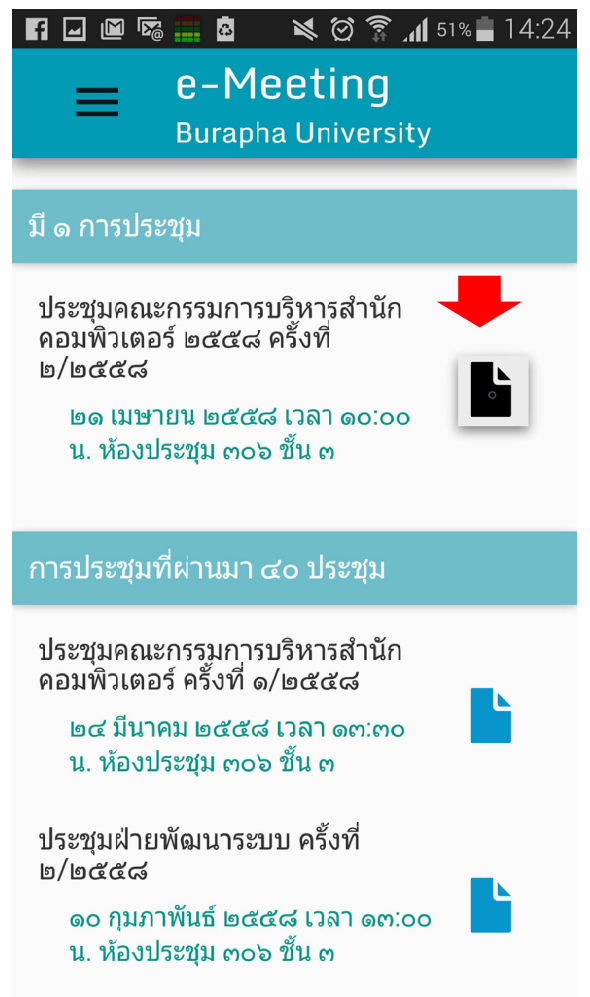 51% 14:24
e-Meeting
Burapha University
มี ๑ การประชุม
ประชุมคณะกรรมการบริหารสำนัก
คอมพิวเตอร์ ๒๕๕๘ ครั้งที่
๒/๒๕๕๘
๒๑ เมษายน ๒๕๕๘ เวลา ๑๐:๐๐
น. ห้องประชุม ๓๐๖ ชั้น ๓
การประชุมที่ผ่านมา ๔๐ ประชุม
ประชุมคณะกรรมการบริหารสำนัก
คอมพิวเตอร์ ครั้งที่ ๑/๒๕๕๘
๒๔ มีนาคม ๒๕๕๘ เวลา ๑๓:๓๐
น. ห้องประชุม ๓๐๖ ชั้น ๓
ประชุมฝ่ายพัฒนาระบบ ครั้งที่
๒/๒๕๕๘
๑๐ กุมภาพันธ์ ๒๕๕๘ เวลา ๑๓:๐๐
น. ห้องประชุม ๓๐๖ ชั้น ๓